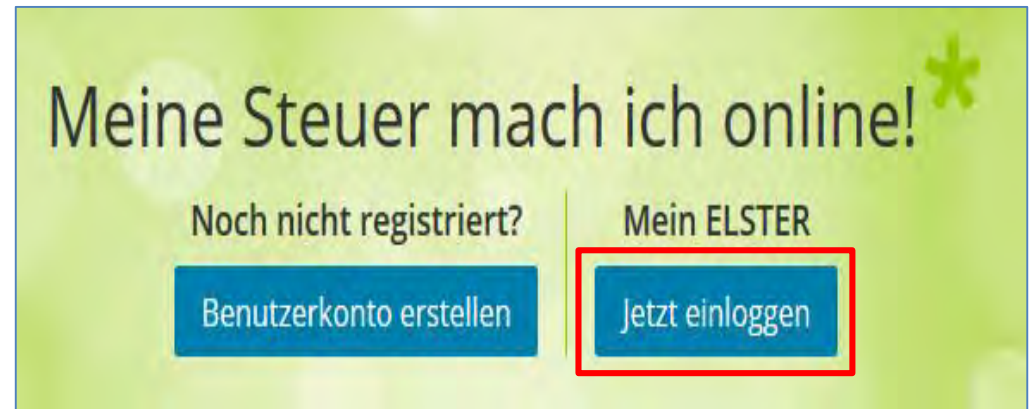 Meine Steuer mach ich online!*
Noch nicht registriert?
Benutzerkonto erstellen
Mein ELSTER
Jetzt einloggen